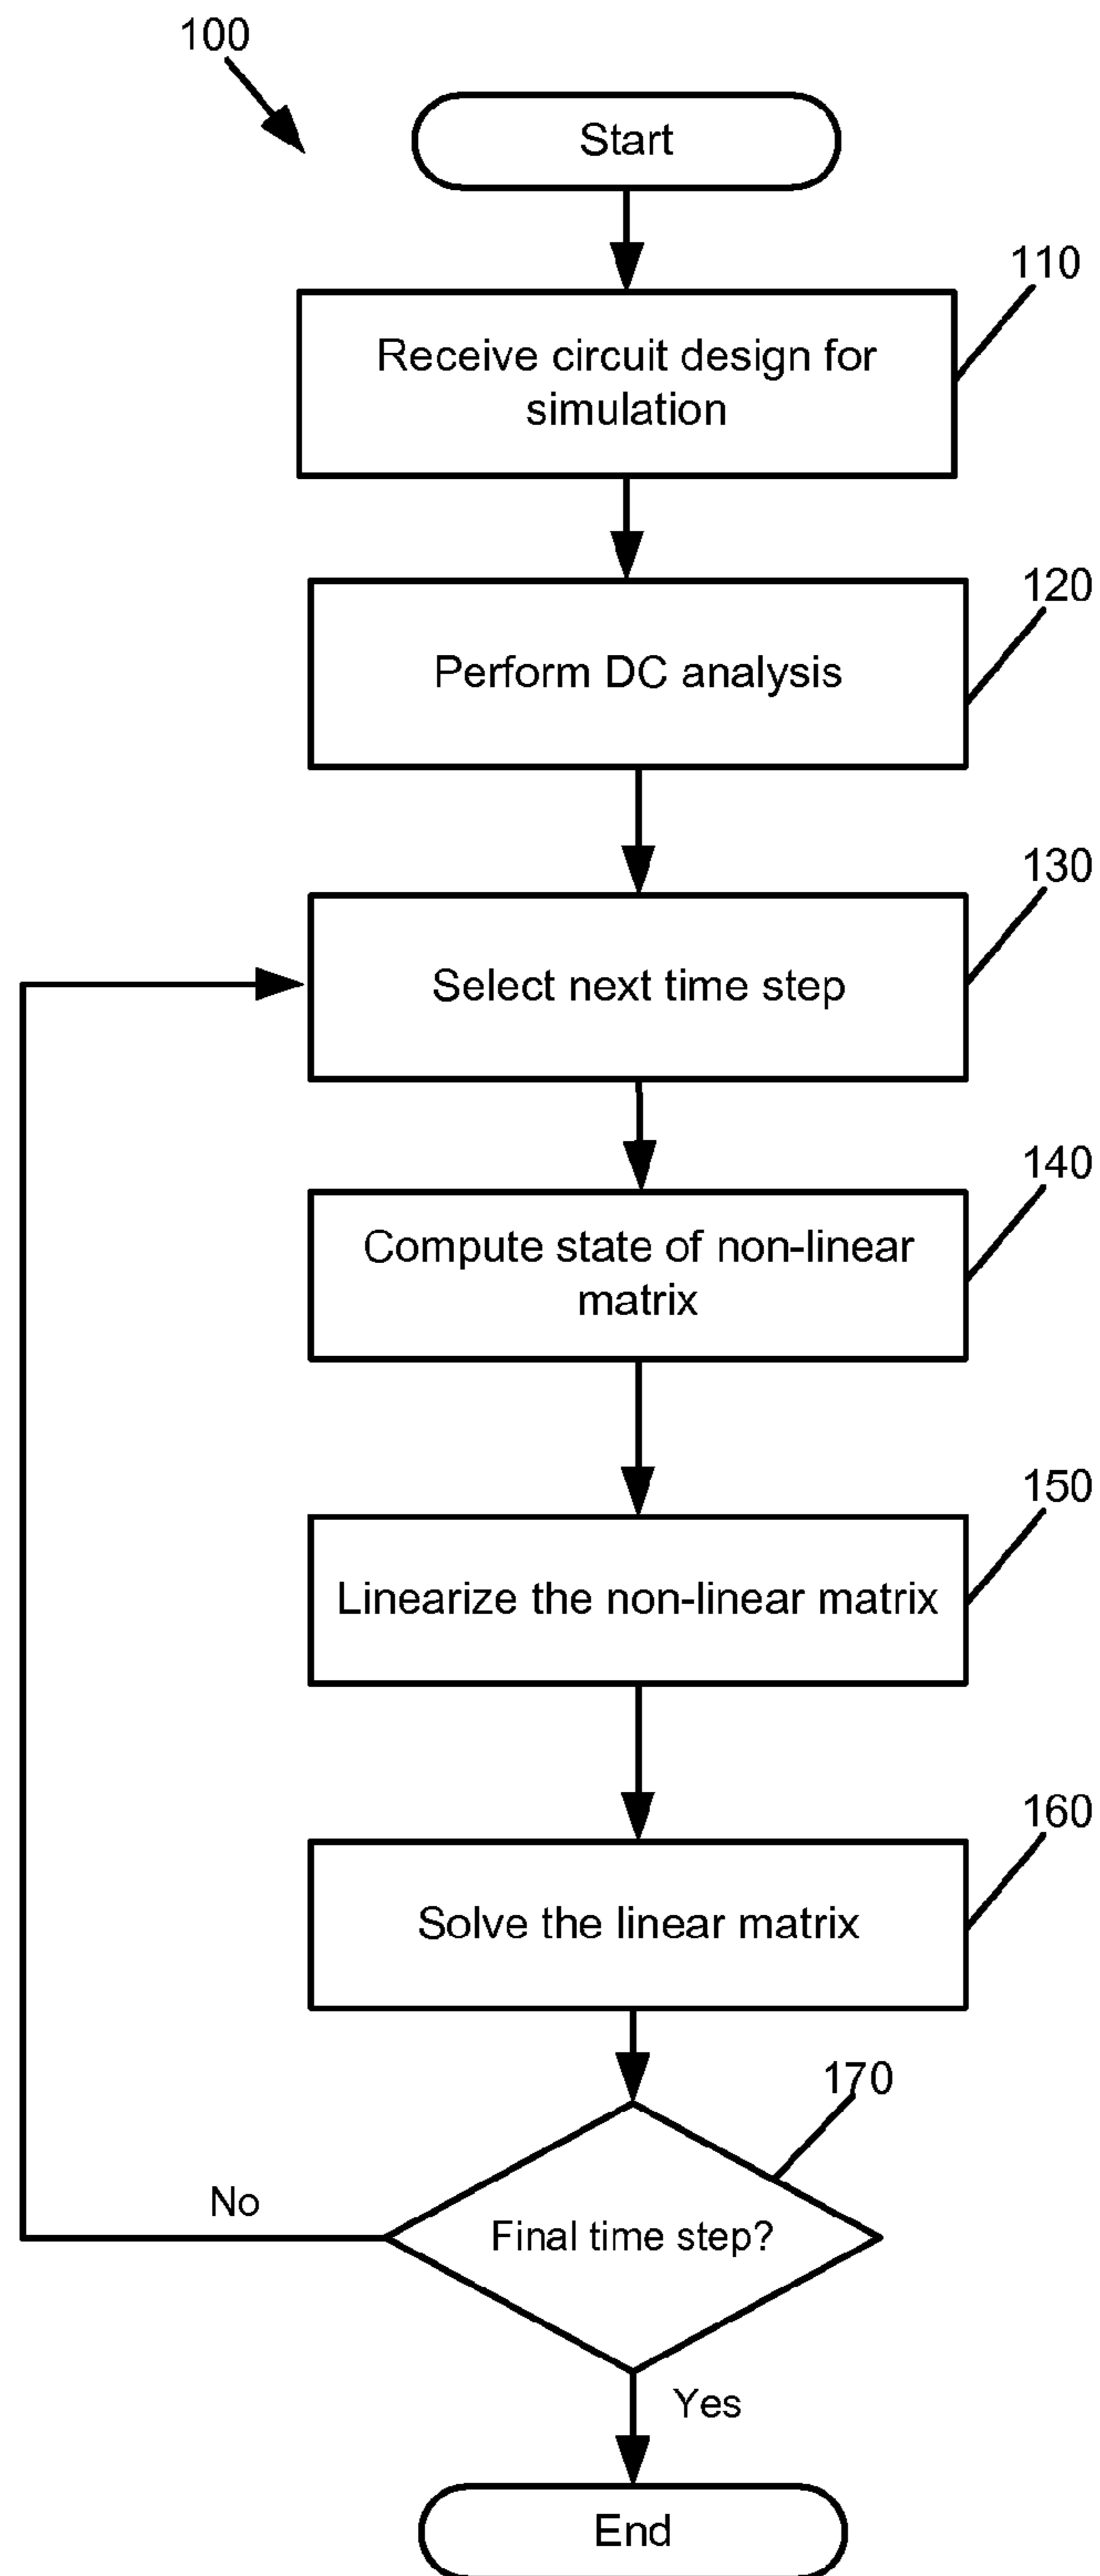 100
Start
110
Receive circuit design for
simulation
120
Perform DC analysis
130
Select next time step
140
Compute state of non-linear
matrix
150
Linearize the non-linear matrix
160
Solve the linear matrix
170
Final time step?
No
Yes
End